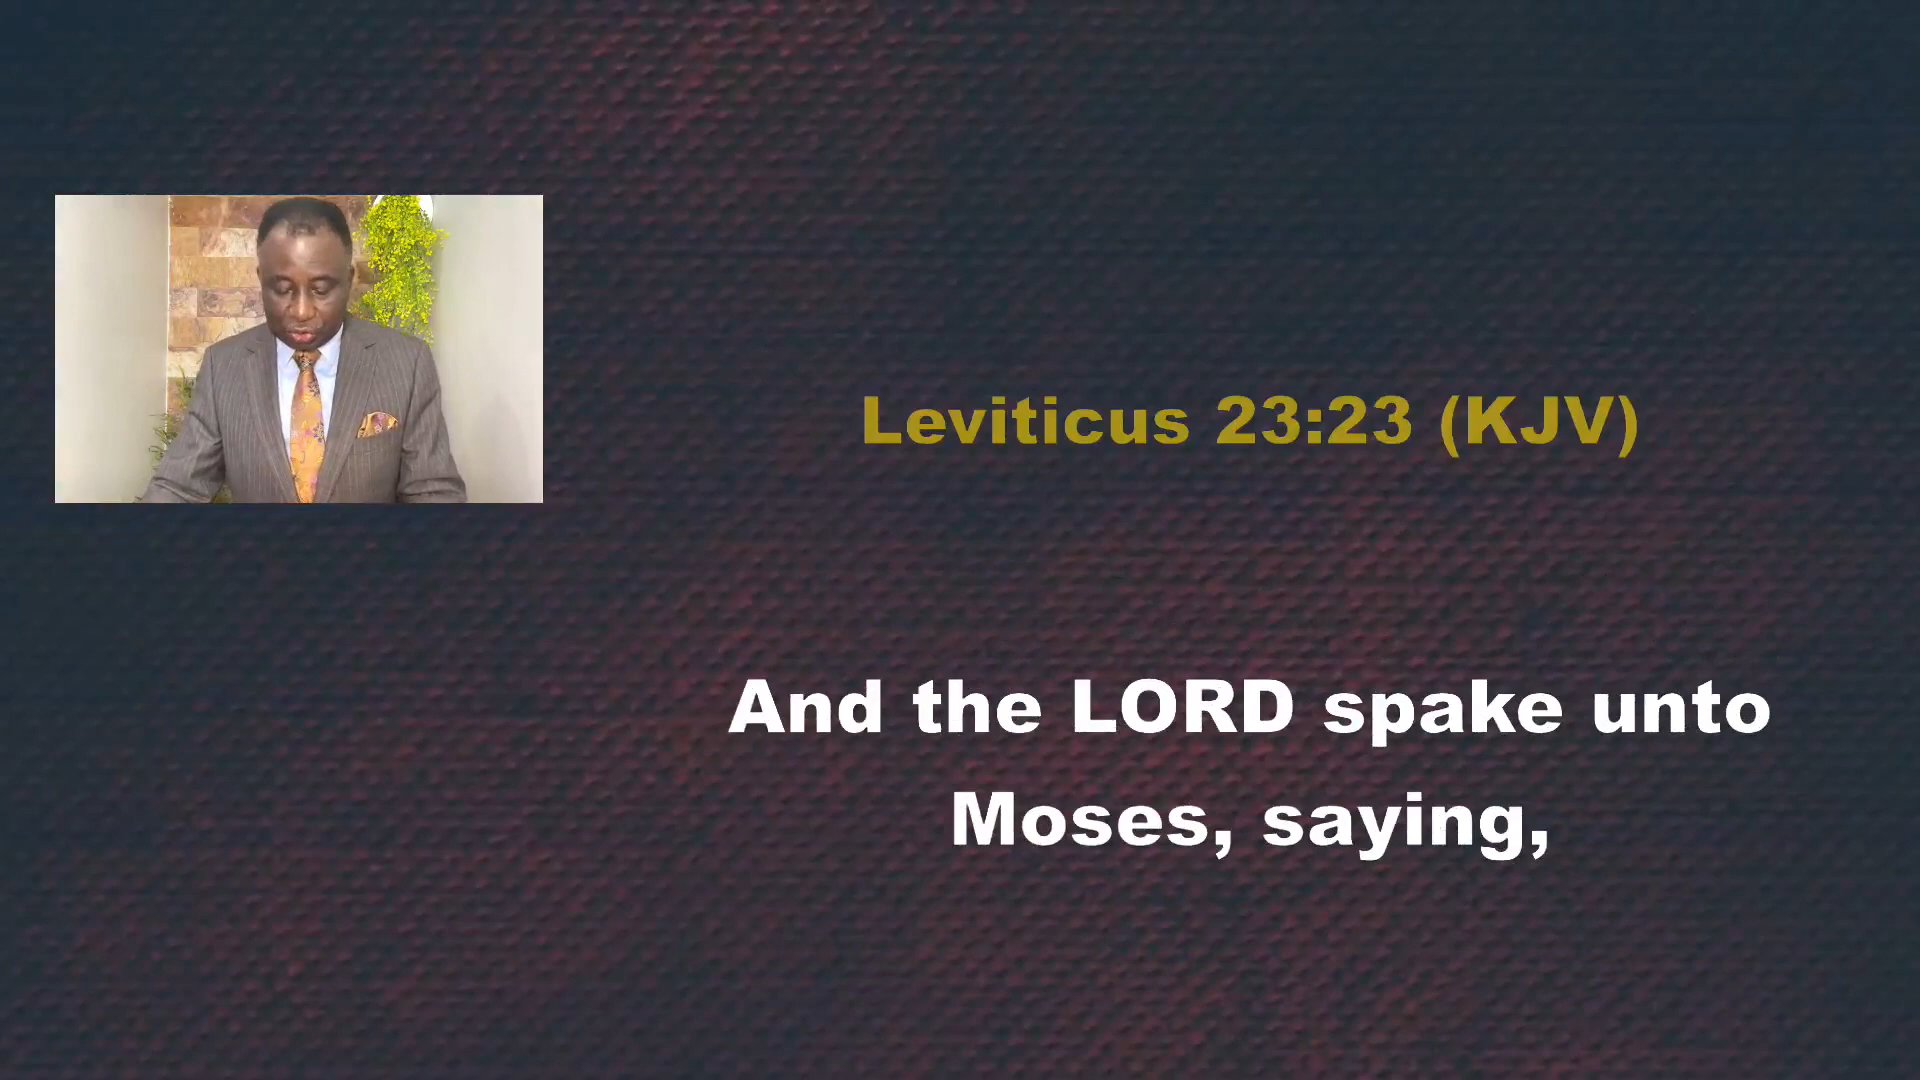 Leviticus 23:23 (KJV)
And the LORD spake unto
Moses, saying,